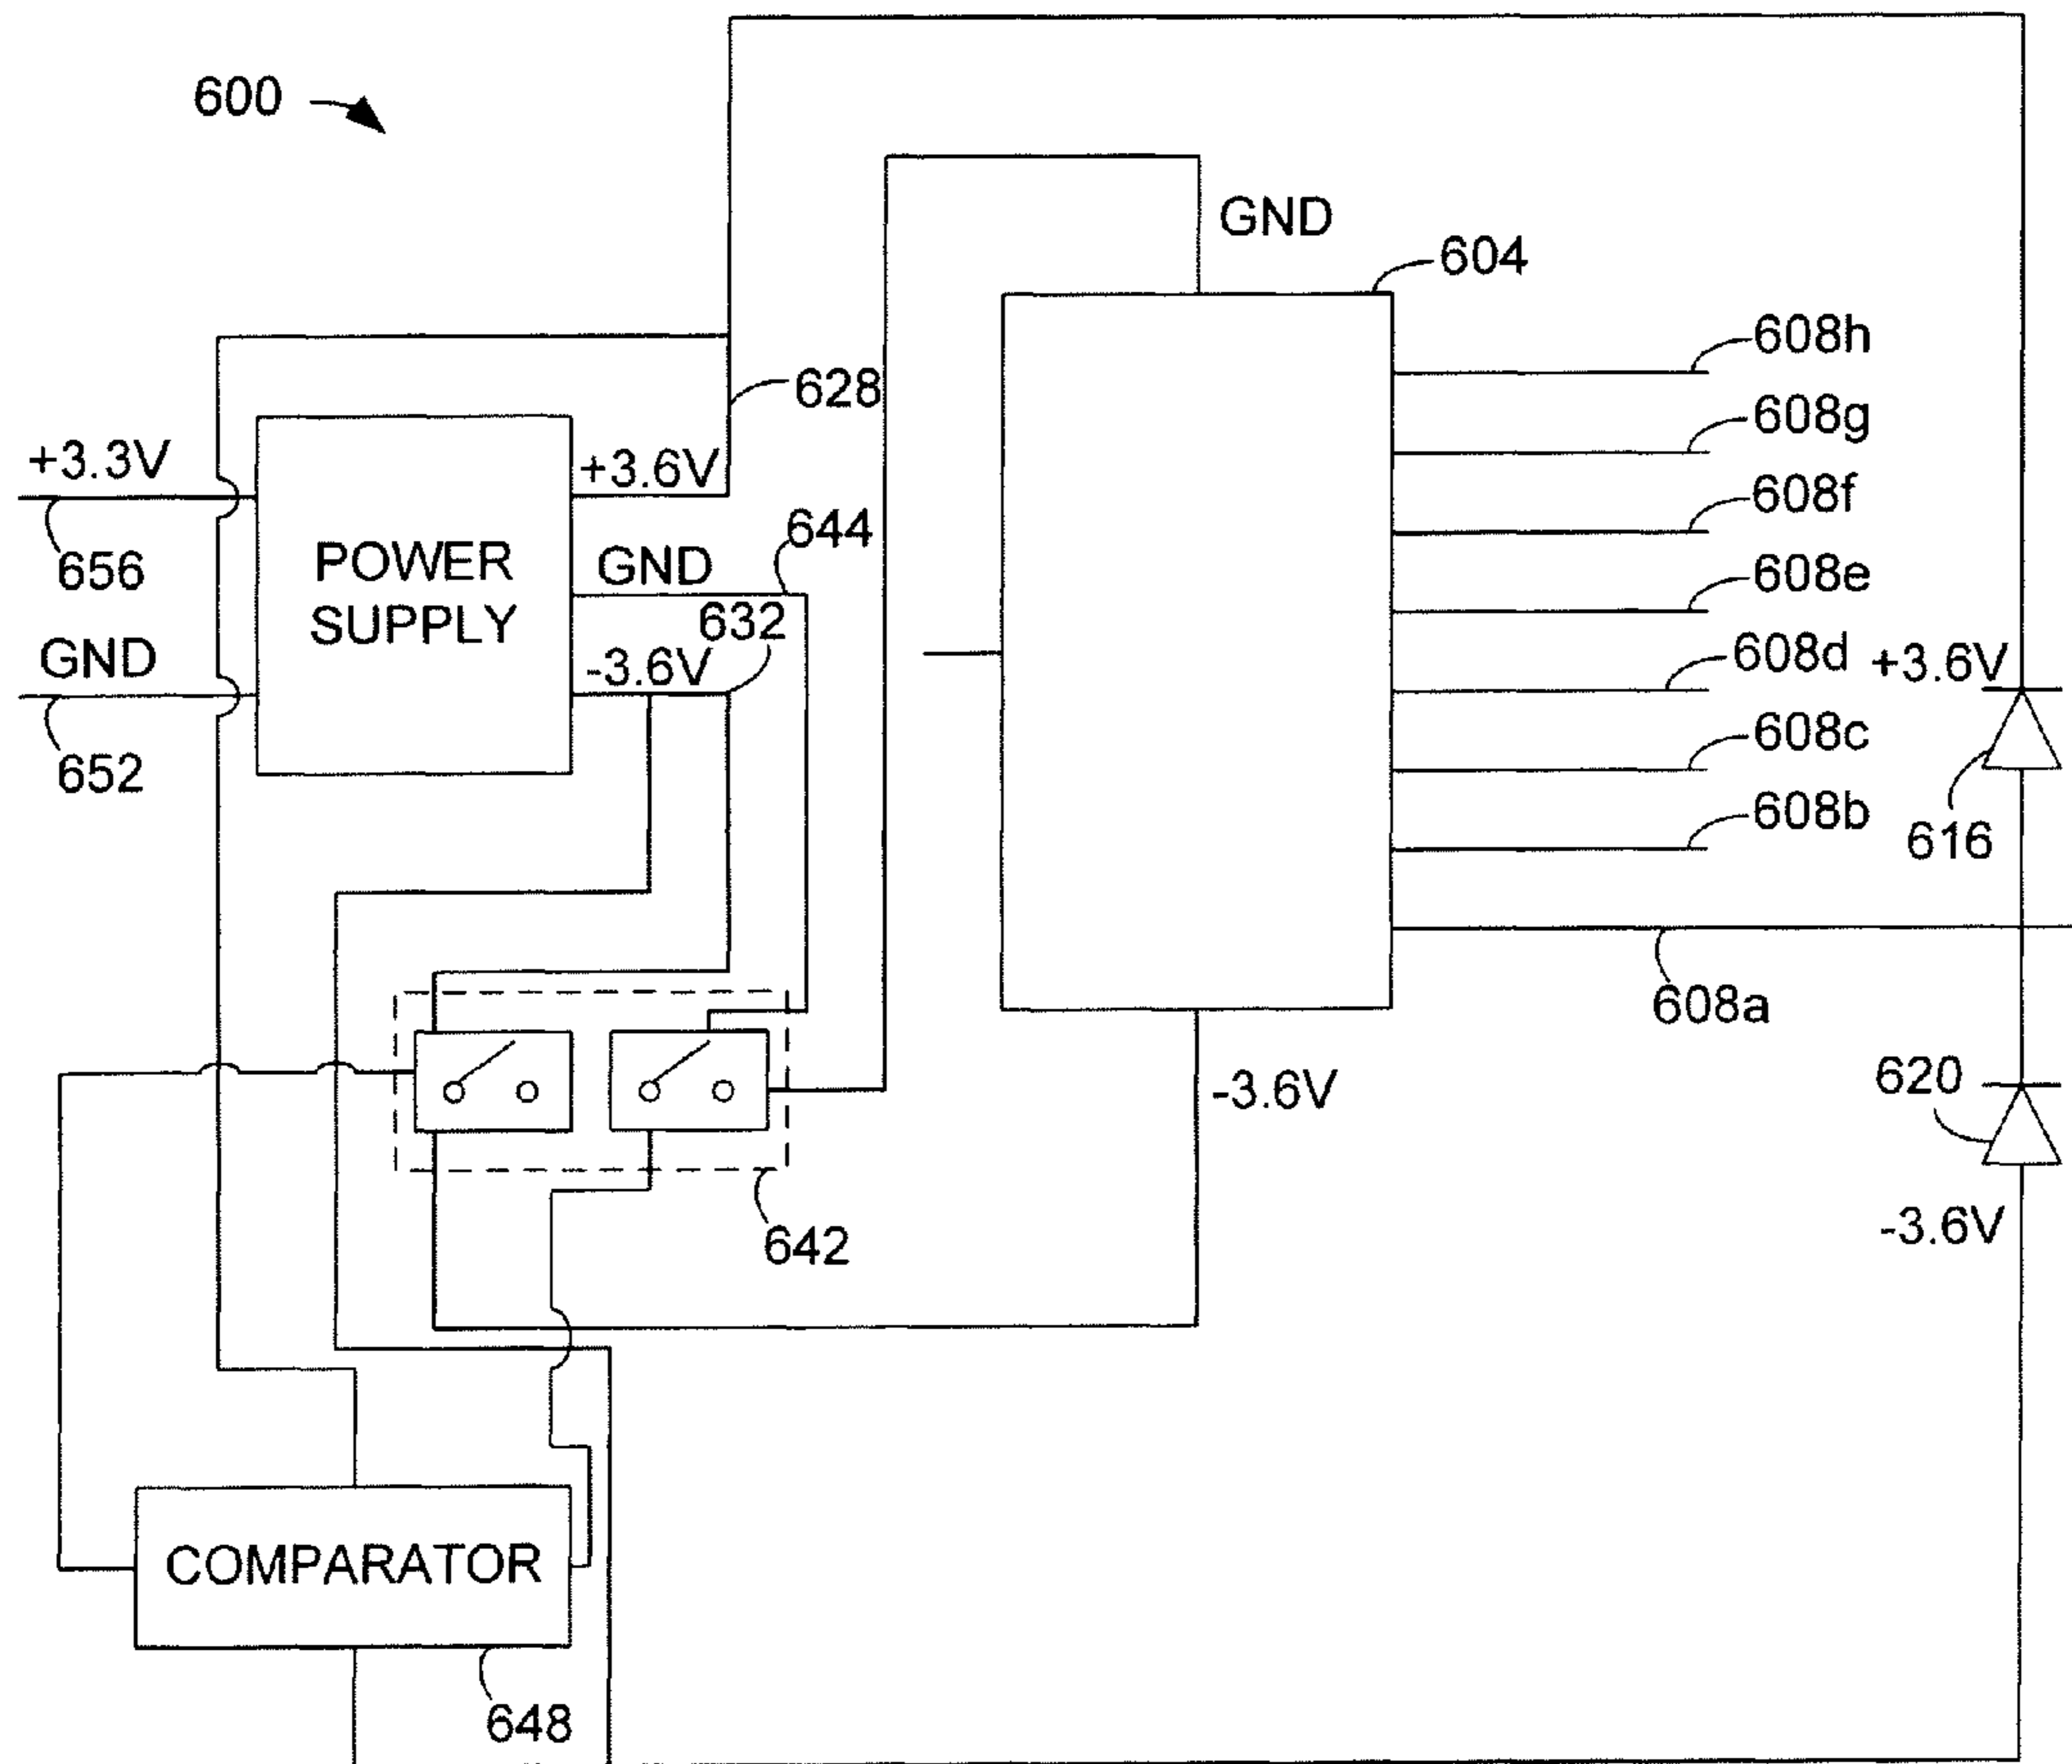 600
GND
604
608h
628
608g
+3.3V
+3.6V
608f
644
656
POWER
SUPPLY
GND
608e
632
GND
-3.6V
608d
+3.6V
652
608c
608b
616
608a
-3.6V
620
642
-3.6V
COMPARATOR
648